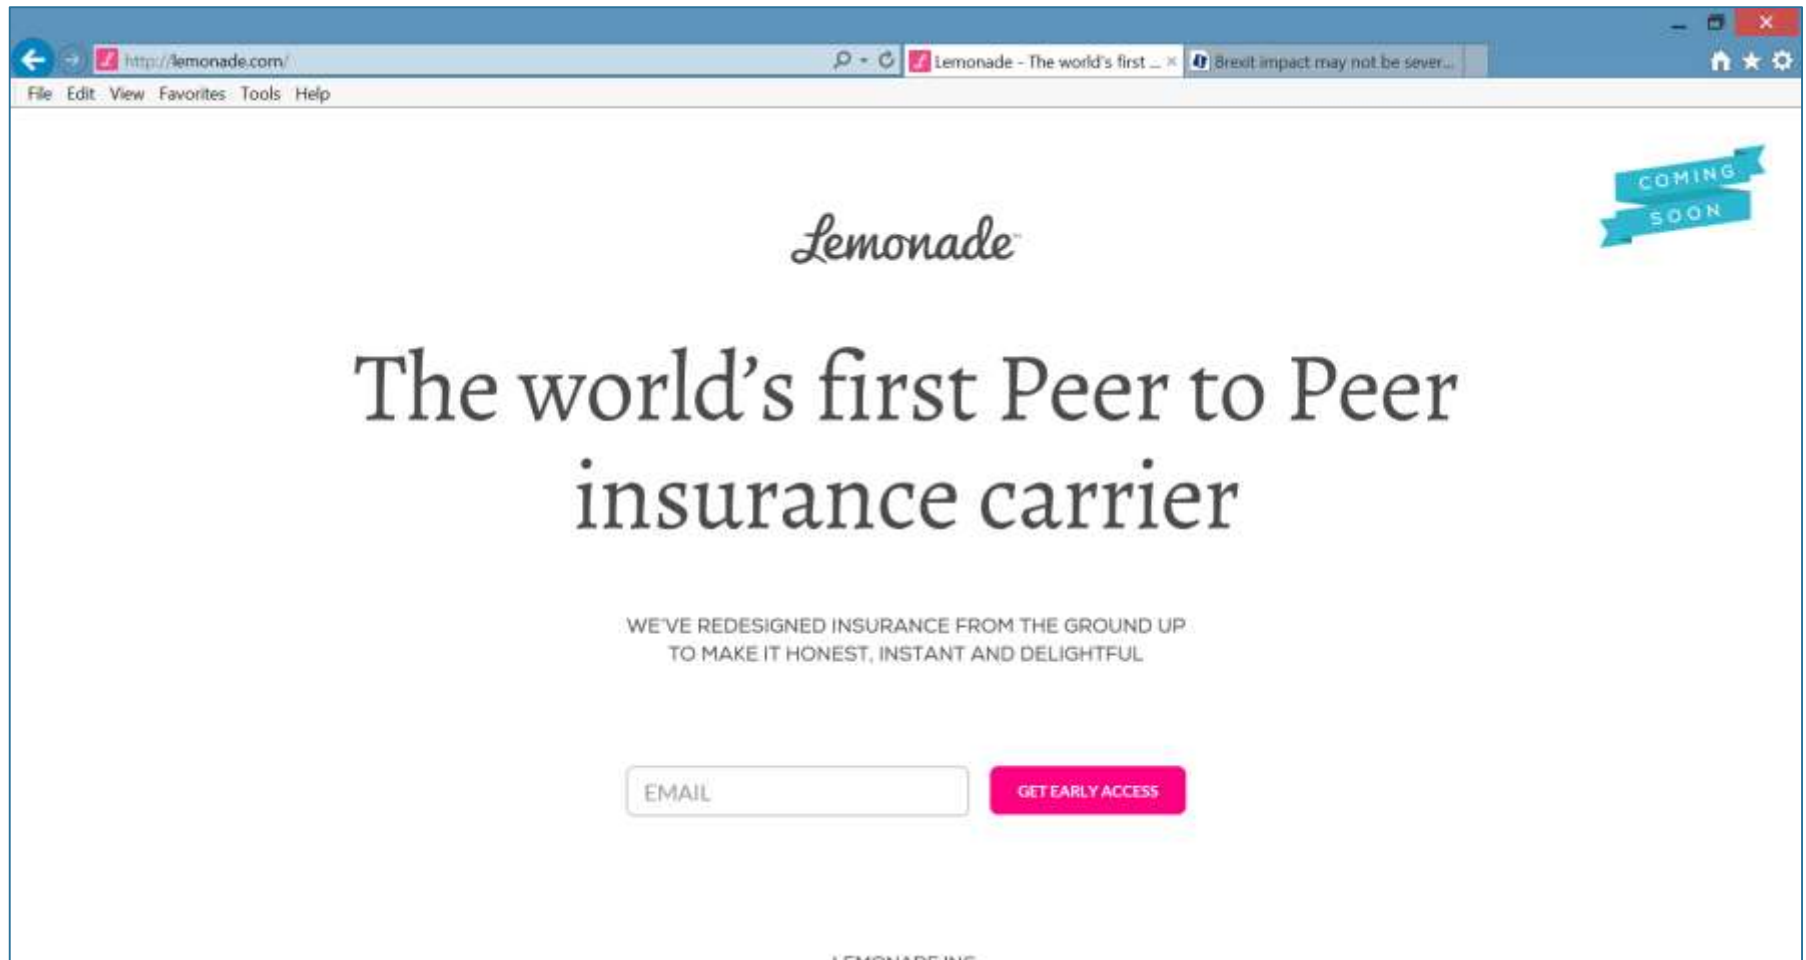 http://lemonade.com/
Lemonade - The world's first ...
Brexit impact may not be sever...
File Edit View Favorites Tools Help
COMING
SOON
Lemonade
The world's first Peer to Peer
insurance carrier
WE'VE REDESIGNED INSURANCE FROM THE GROUND UP
TO MAKE IT HONEST, INSTANT AND DELIGHTFUL
EMAIL
GET EARLY ACCESS